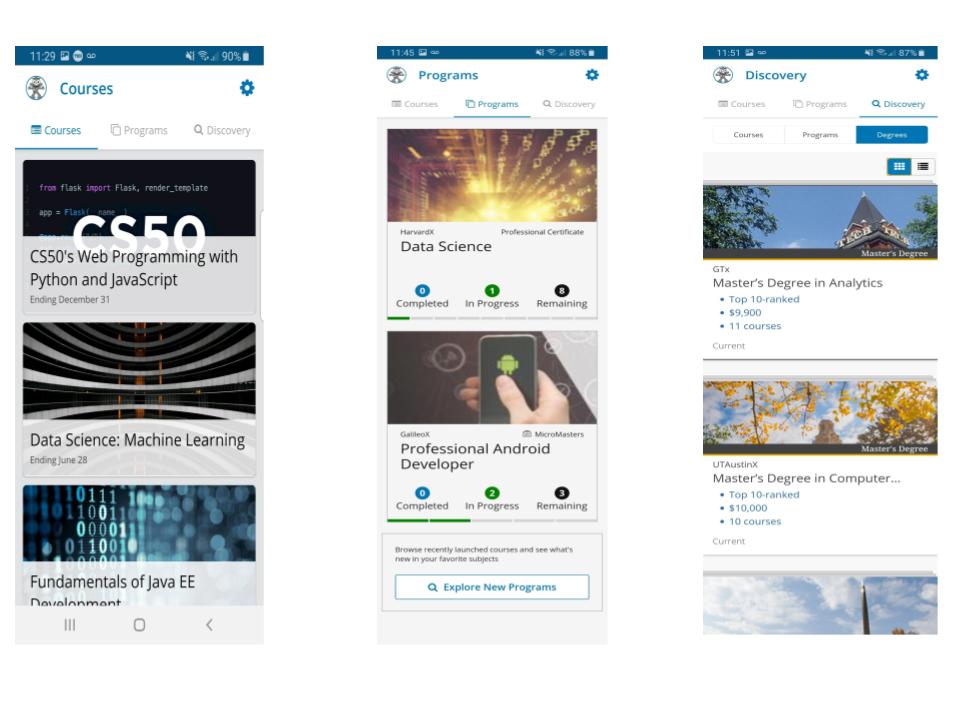 11:29 90%
Courses
Courses Programs Discovery
from flask import Flask, render_template
app = Flask(__name__)
CS50
CS50's Web Programming with
Python and JavaScript
Ending December 31
Data Science: Machine Learning
Ending June 28
Fundamentals of Java EE
Development
11:45 88%
Programs
Courses Programs Discovery
HarvardX Professional Certificate
Data Science
0 1 8
Completed In Progress Remaining
GalileoX MicroMasters
Professional Android
Developer
0 2 3
Completed In Progress Remaining
Browse recently launched courses and see what's
new in your favorite subjects
Explore New Programs
11:51 87%
Discovery
Courses Programs Discovery
Courses Programs Degrees
TECH TECH
Master's Degree
GTx
Master's Degree in Analytics
• Top 10-ranked
• $9,900
• 11 courses
Current
Master's Degree
UTAustinX
Master's Degree in Computer...
• Top 10-ranked
• $10,000
• 10 courses
Current